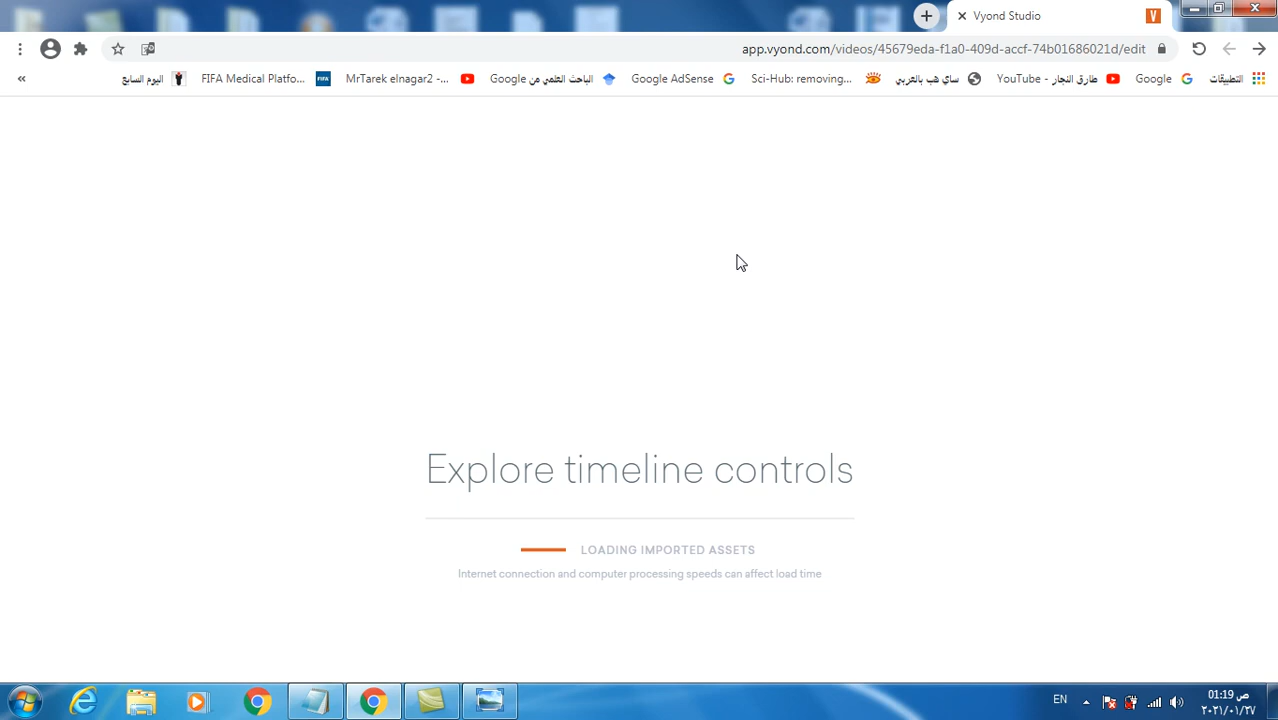 Vyond Studio
app.vyond.com/videos/45679eda-f1a0-409d-accf-74b01686021d/edit
التطبيقات
Google
YouTube - طارق النجار
ساي هب بالعربي
Sci-Hub: removing...
Google AdSense
الباحث العلمي من Google
MrTarek elnagar2 -...
FIFA Medical Platfo...
FIFA
اليوم السابع
»
Explore timeline controls
LOADING IMPORTED ASSETS
Internet connection and computer processing speeds can affect load time
EN
01:19 ص
٢٠٢١/٠١/٢٧